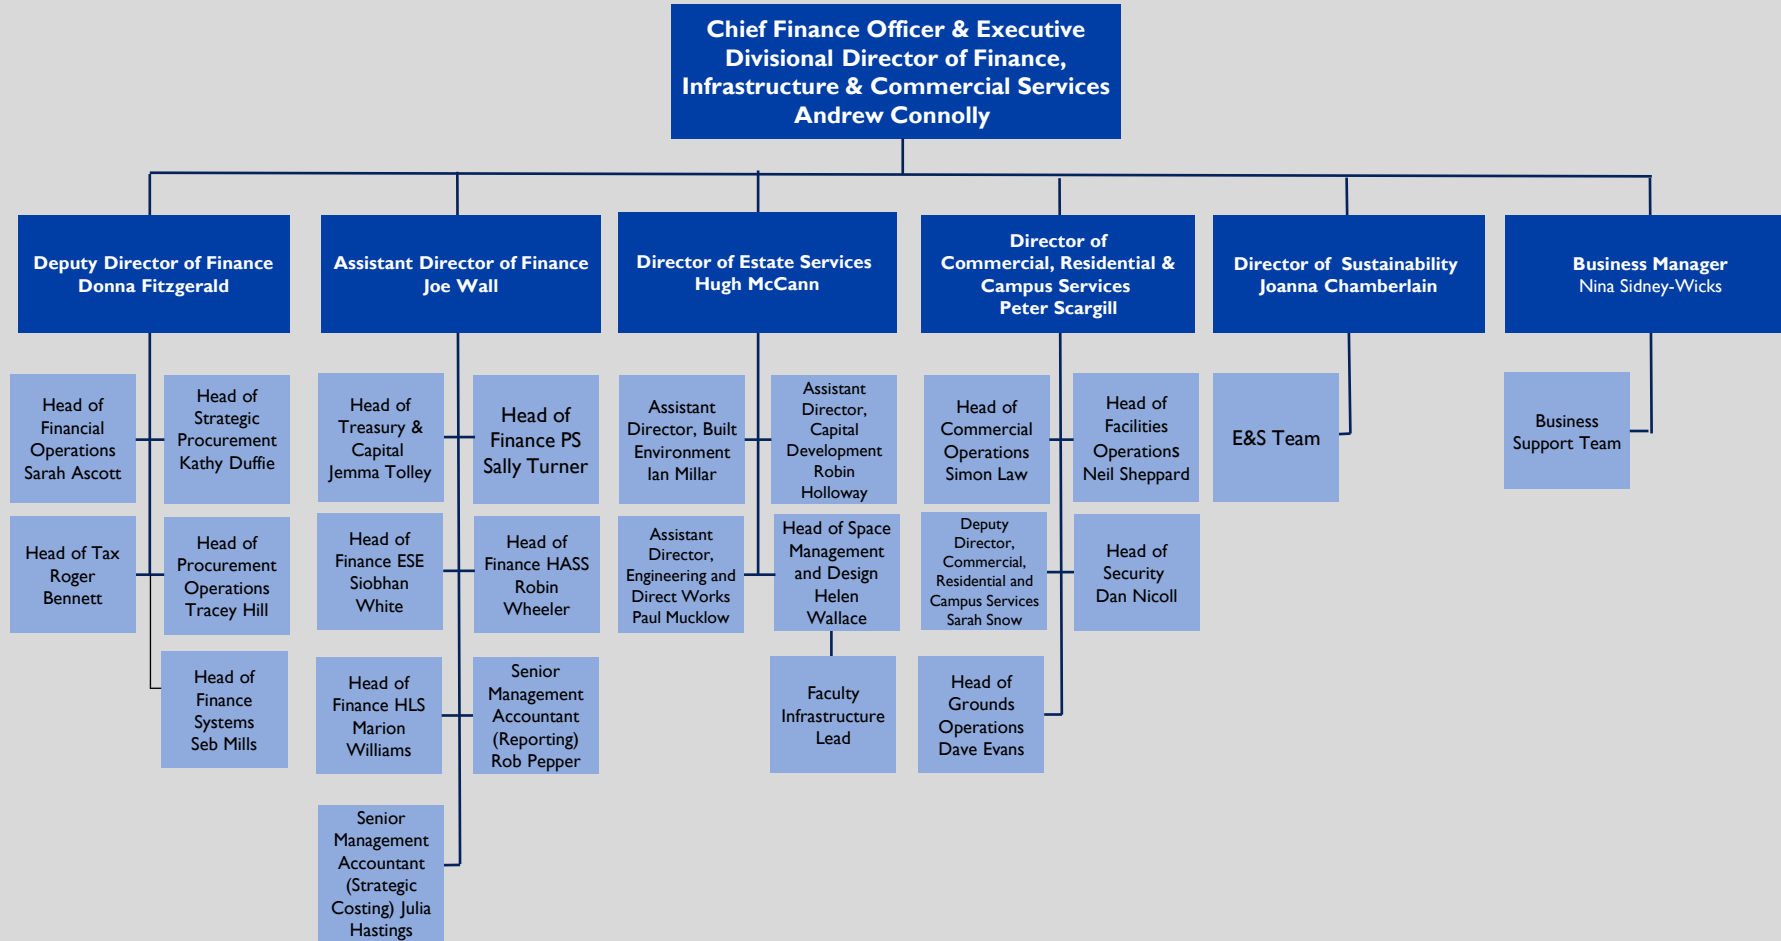 Chief Finance Officer & Executive
Divisional Director of Finance,
Infrastructure & Commercial Services
Andrew Connolly
Deputy Director of Finance
Donna Fitzgerald
Assistant Director of Finance
Joe Wall
Director of Estate Services
Hugh McCann
Director of
Commercial, Residential &
Campus Services
Peter Scargill
Director of Sustainability
Joanna Chamberlain
Business Manager
Nina Sidney-Wicks
Head of
Financial
Operations
Sarah Ascott
Head of
Strategic
Procurement
Kathy Duffie
Head of
Treasury &
Capital
Jemma Tolley
Head of
Finance PS
Sally Turner
Assistant
Director, Built
Environment
Ian Millar
Assistant
Director,
Capital
Development
Robin
Holloway
Head of
Commercial
Operations
Simon Law
Head of
Facilities
Operations
Neil Sheppard
E&S Team
Business
Support Team
Head of Tax
Roger
Bennett
Head of
Procurement
Operations
Tracey Hill
Head of
Finance ESE
Siobhan
White
Head of
Finance HASS
Robin
Wheeler
Assistant
Director,
Engineering and
Direct Works
Paul Mucklow
Head of Space
Management
and Design
Helen
Wallace
Deputy
Director,
Commercial,
Residential and
Campus Services
Sarah Snow
Head of
Security
Dan Nicoll
Head of
Finance
Systems
Seb Mills
Head of
Finance HLS
Marion
Williams
Senior
Management
Accountant
(Reporting)
Rob Pepper
Faculty
Infrastructure
Lead
Head of
Grounds
Operations
Dave Evans
Senior
Management
Accountant
(Strategic
Costing) Julia
Hastings